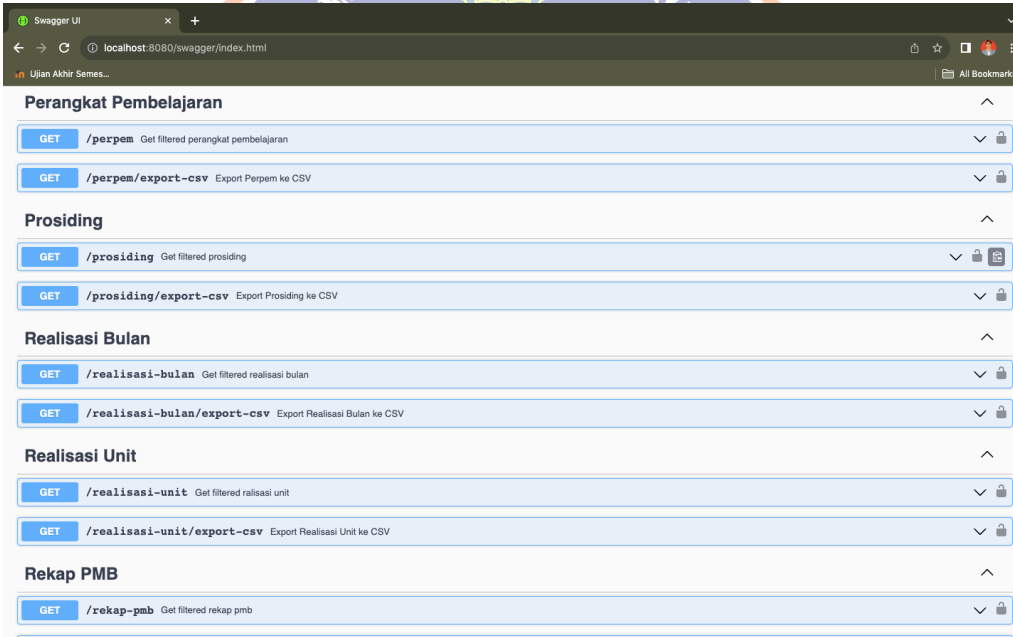 Swagger UI
localhost:8080/swagger/index.html
Ujian Akhir Semes...
All Bookmark
Perangkat Pembelajaran
GET /perpem Get filtered perangkat pembelajaran
GET /perpem/export-csv Export Perpem ke CSV
Prosiding
GET /prosiding Get filtered prosiding
GET /prosiding/export-csv Export Prosiding ke CSV
Realisasi Bulan
GET /realisasi-bulan Get filtered realisasi bulan
GET /realisasi-bulan/export-csv Export Realisasi Bulan ke CSV
Realisasi Unit
GET /realisasi-unit Get filtered ralisasi unit
GET /realisasi-unit/export-csv Export Realisasi Unit ke CSV
Rekap PMB
GET /rekap-pmb Get filtered rekap pmb